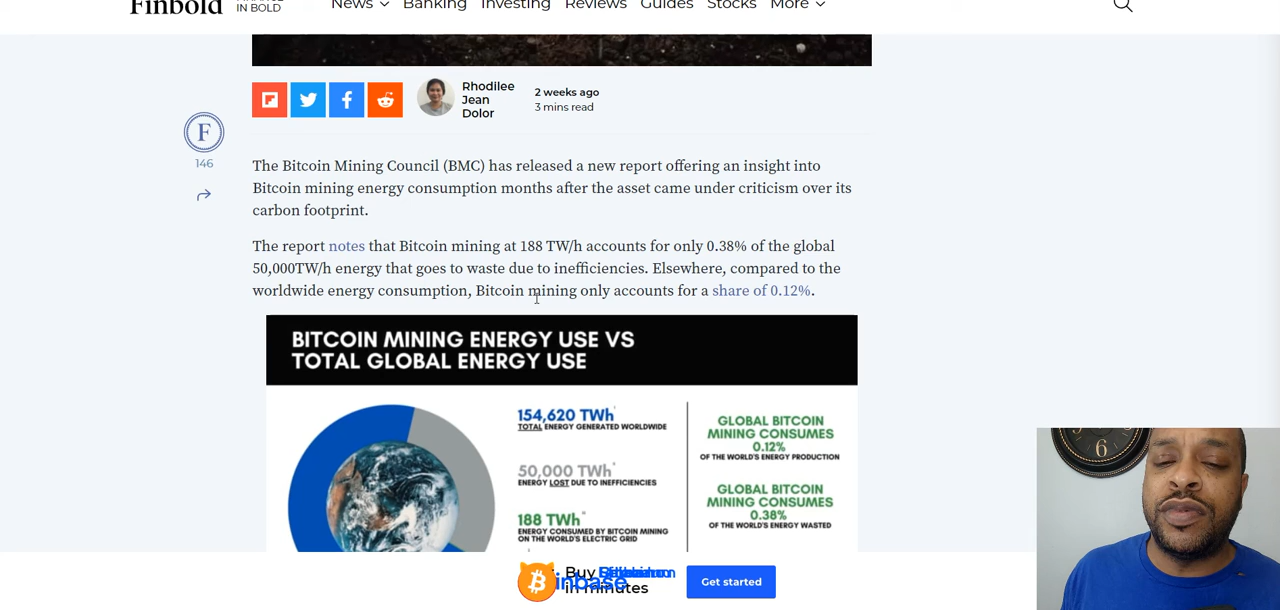 Finbold
FINANCE
IN BOLD
News
Banking
Investing
Reviews
Guides
Stocks
More
Rhodilee
Jean
Dolor
2 weeks ago
3 mins read
F
146
The Bitcoin Mining Council (BMC) has released a new report offering an insight into
Bitcoin mining energy consumption months after the asset came under criticism over its
carbon footprint.
The report notes that Bitcoin mining at 188 TW/h accounts for only 0.38% of the global
50,000TW/h energy that goes to waste due to inefficiencies. Elsewhere, compared to the
worldwide energy consumption, Bitcoin mining only accounts for a share of 0.12%.
BITCOIN MINING ENERGY USE VS
TOTAL GLOBAL ENERGY USE
154,620 TWh
TOTAL ENERGY GENERATED WORLDWIDE
50,000 TWh
ENERGY LOST DUE TO INEFFICIENCIES
188 TWh
ENERGY CONSUMED BY BITCOIN MINING
ON THE WORLD'S ELECTRIC GRID
GLOBAL BITCOIN
MINING CONSUMES
0.12%
OF THE WORLD'S ENERGY PRODUCTION
GLOBAL BITCOIN
MINING CONSUMES
0.38%
OF THE WORLD'S ENERGY WASTED
Buy
in minutes
Get started
6